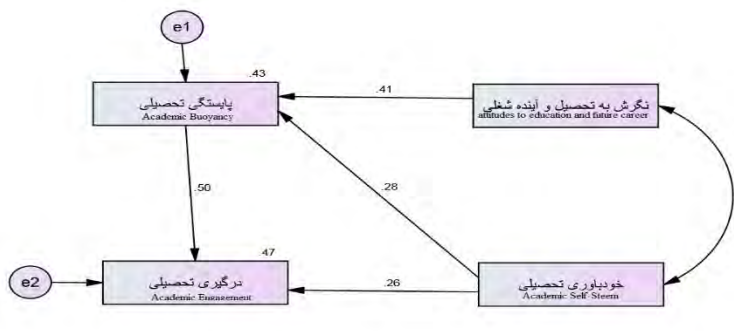 e1
.43
پایستگی تحصیلی
Academic Buoyancy
.41
نگرش به تحصیل و آینده شغلی
attitudes to education and future career
.50
.28
.47
درگیری تحصیلی
Academic Engagement
e2
.26
خودباوری تحصیلی
Academic Self-Steem